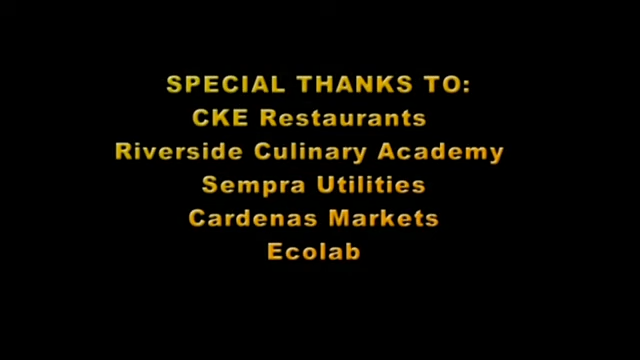 SPECIAL THANKS TO:
CKE Restaurants
Riverside Culinary Academy
Sempra Utilities
Cardenas Markets
Ecolab